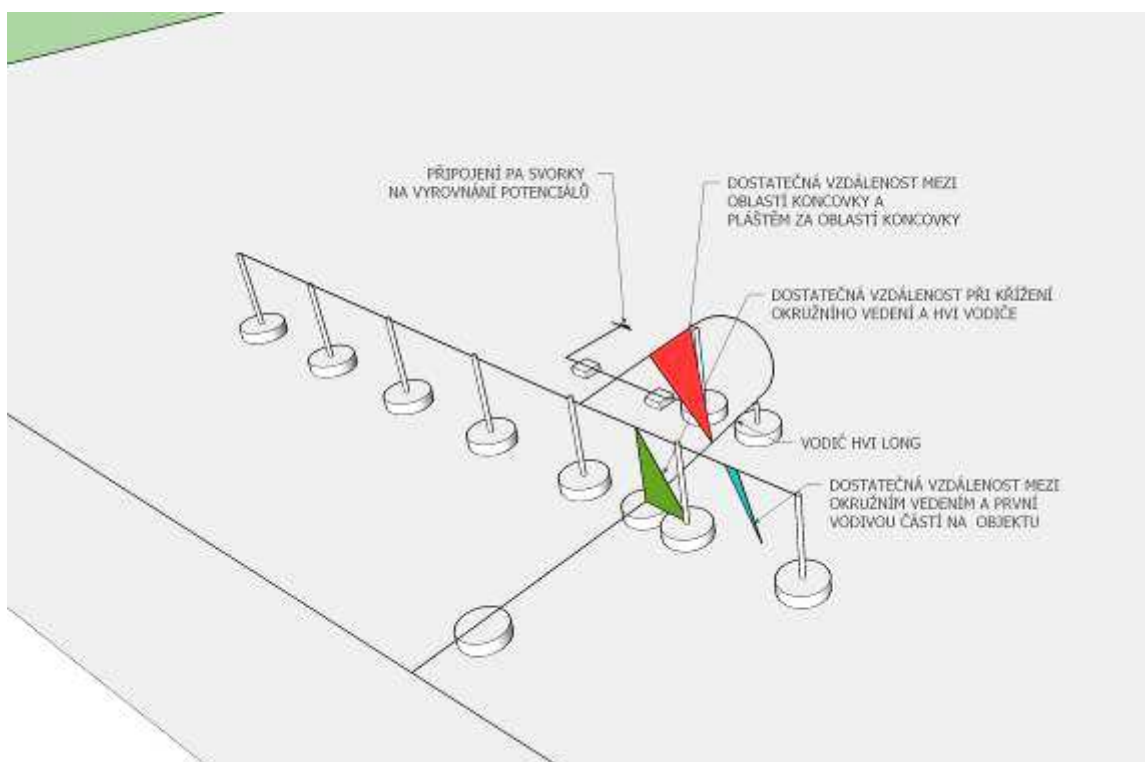 PŘIPOJENÍ PA SVORKY
NA VYROVNÁNÍ POTENCIÁLŮ
DOSTATEČNÁ VZDÁLENOST MEZI
OBLASTÍ KONCOVKY A
PLÁŠTĚM ZA OBLASTÍ KONCOVKY
DOSTATEČNÁ VZDÁLENOST PŘI KŘÍŽENÍ
OKRUŽNÍHO VEDENÍ A HVI VODIČE
VODIČ HVI LONG
DOSTATEČNÁ VZDÁLENOST MEZI
OKRUŽNÍM VEDENÍM A PRVNÍ
VODIVOU ČÁSTÍ NA OBJEKTU